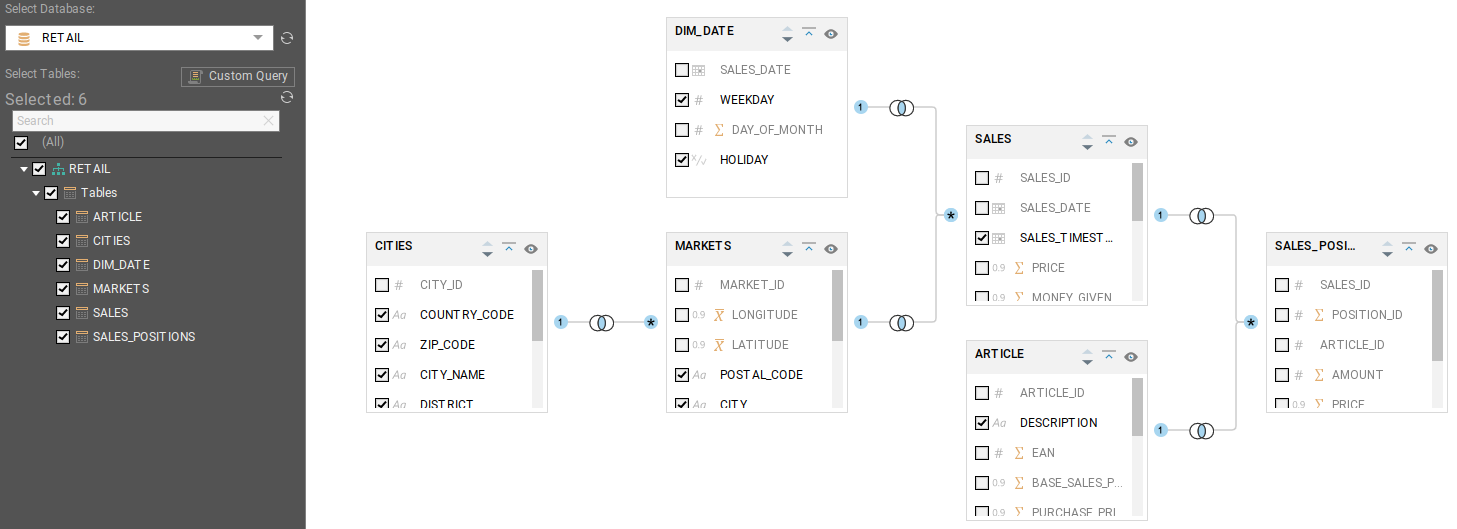 Select Database:
RETAIL
Select Tables:
Custom Query
Selected: 6
Search
(All)
RETAIL
Tables
ARTICLE
CITIES
DIM_DATE
MARKETS
SALES
SALES_POSITIONS
CITIES
# CITY_ID
Aa COUNTRY_CODE
Aa ZIP_CODE
Aa CITY_NAME
Aa DISTRICT
1
*
DIM_DATE
SALES_DATE
# WEEKDAY
# Σ DAY_OF_MONTH
x/✓ HOLIDAY
1
MARKETS
# MARKET_ID
0.9 X̅ LONGITUDE
0.9 X̅ LATITUDE
Aa POSTAL_CODE
Aa CITY
1
*
SALES
# SALES_ID
SALES_DATE
SALES_TIMEST...
0.9 Σ PRICE
0.9 Σ MONEY_GIVEN
1
ARTICLE
# ARTICLE_ID
Aa DESCRIPTION
# Σ EAN
0.9 Σ BASE_SALES_P...
0.9 Σ PURCHASE_PRI
1
*
SALES_POSI...
# SALES_ID
# Σ POSITION_ID
# ARTICLE_ID
# Σ AMOUNT
0.9 Σ PRICE